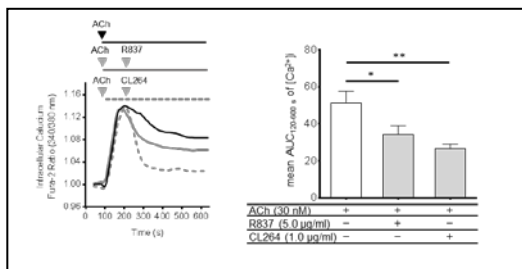 ACh
ACh R837
ACh CL264
Intracellular Calucium
Fura-2 Ratio (340/380 nm)
1.16
1.12
1.08
1.04
1.00
0.96
0 100 200 300 400 500 600
Time (s)
mean AUC120-600 s of [Ca2+]
80
60
40
20
0
**
*
ACh (30 nM) + + +
R837 (5.0 µg/ml) − + −
CL264 (1.0 µg/ml) − − +